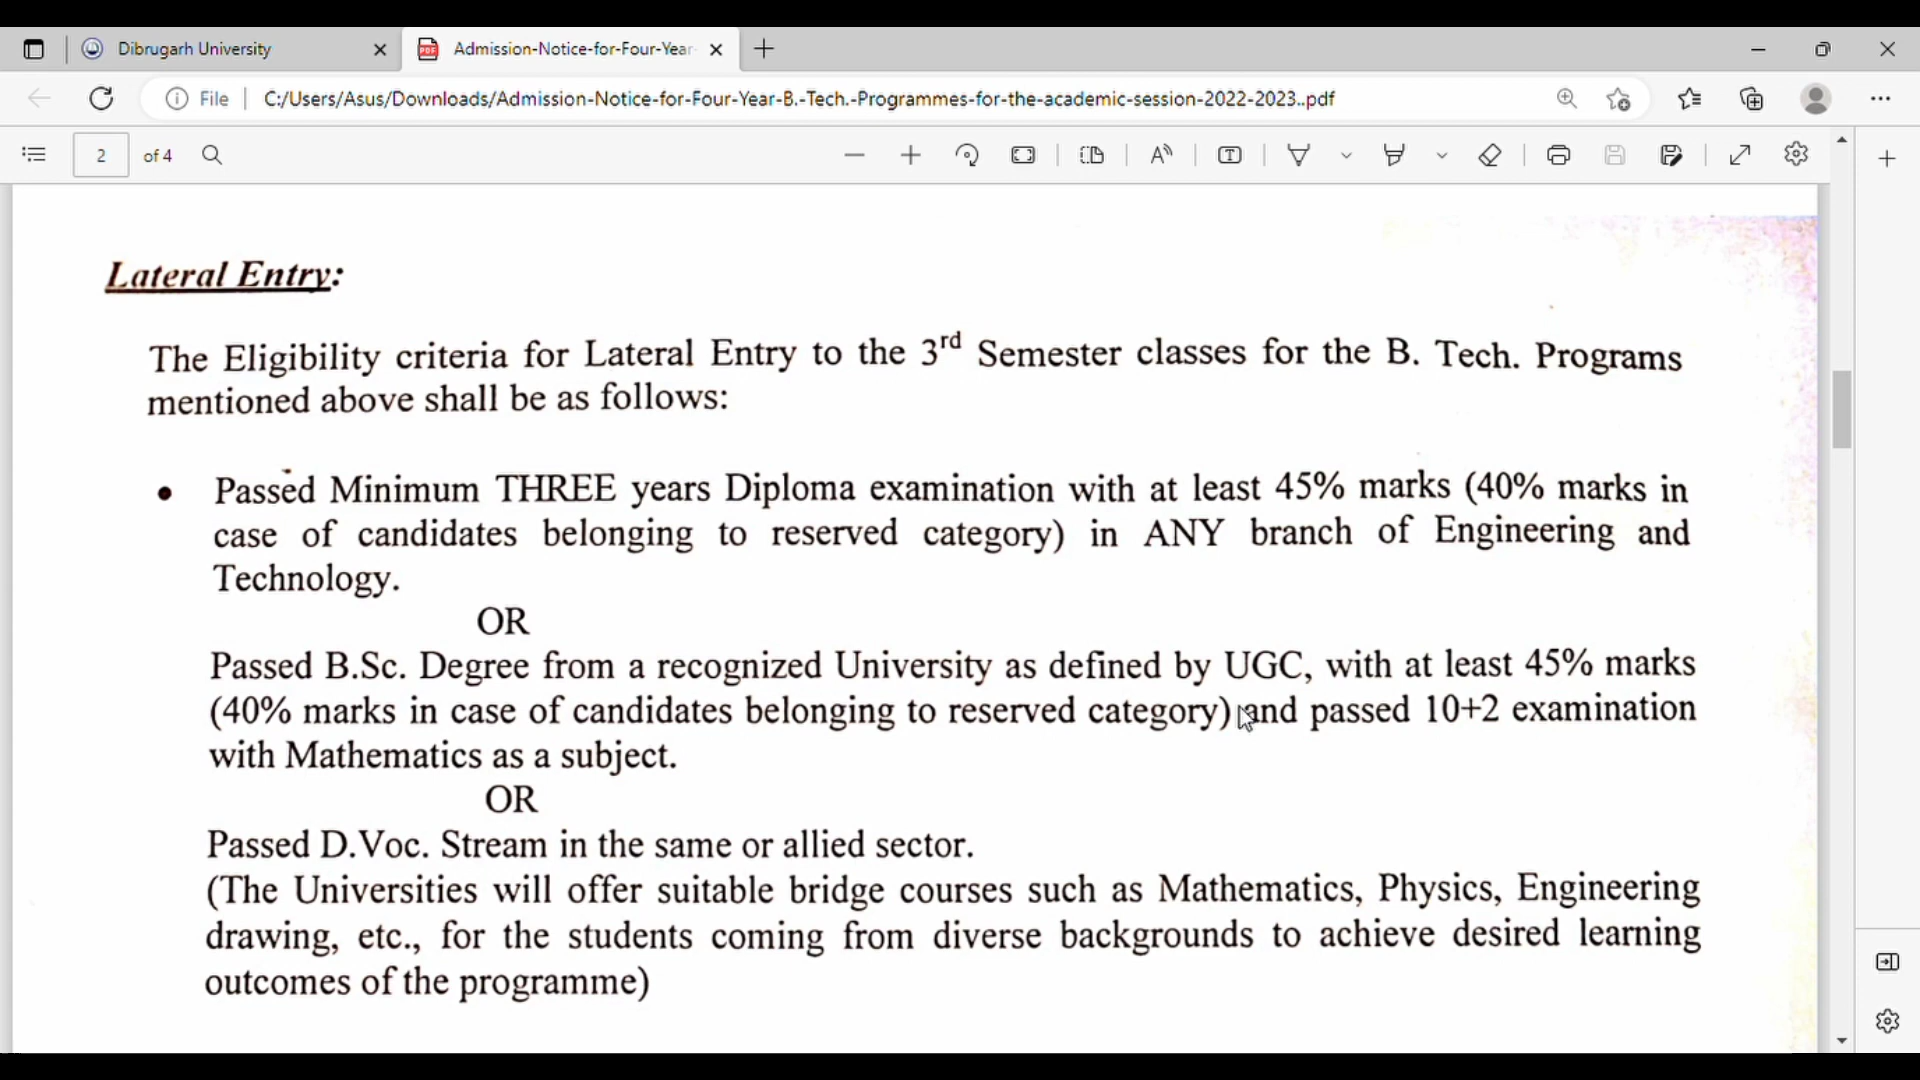 Dibrugarh University
Admission-Notice-for-Four-Year-
File
C:/Users/Asus/Downloads/Admission-Notice-for-Four-Year-B.-Tech.-Programmes-for-the-academic-session-2022-2023..pdf
2 of 4
Lateral Entry:
The Eligibility criteria for Lateral Entry to the 3rd Semester classes for the B. Tech. Programs
mentioned above shall be as follows:
• Passed Minimum THREE years Diploma examination with at least 45% marks (40% marks in
case of candidates belonging to reserved category) in ANY branch of Engineering and
Technology.
OR
Passed B.Sc. Degree from a recognized University as defined by UGC, with at least 45% marks
(40% marks in case of candidates belonging to reserved category) and passed 10+2 examination
with Mathematics as a subject.
OR
Passed D.Voc. Stream in the same or allied sector.
(The Universities will offer suitable bridge courses such as Mathematics, Physics, Engineering
drawing, etc., for the students coming from diverse backgrounds to achieve desired learning
outcomes of the programme)